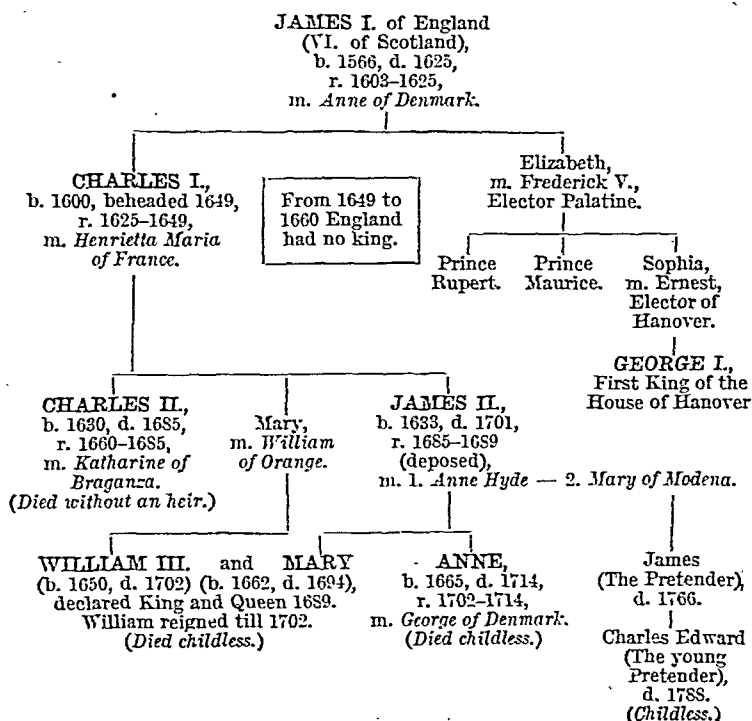 JAMES I. of England
(VI. of Scotland),
b. 1566, d. 1625,
r. 1603–1625,
m. Anne of Denmark.
CHARLES I.,
b. 1600, beheaded 1649,
r. 1625–1649,
m. Henrietta Maria
of France.
From 1649 to
1660 England
had no king.
Elizabeth,
m. Frederick V.,
Elector Palatine.
Prince
Rupert.
Prince
Maurice.
Sophia,
m. Ernest,
Elector of
Hanover.
GEORGE I.,
First King of the
House of Hanover
CHARLES II.,
b. 1630, d. 1685,
r. 1660–1685,
m. Katharine of
Braganza.
(Died without an heir.)
Mary,
m. William
of Orange.
JAMES II.,
b. 1633, d. 1701,
r. 1685–1689
(deposed),
m. 1. Anne Hyde — 2. Mary of Modena.
WILLIAM III. and MARY
(b. 1650, d. 1702) (b. 1662, d. 1694),
declared King and Queen 1689.
William reigned till 1702.
(Died childless.)
ANNE,
b. 1665, d. 1714,
r. 1702–1714,
m. George of Denmark.
(Died childless.)
James
(The Pretender),
d. 1766.
Charles Edward
(The young
Pretender),
d. 1788.
(Childless.)